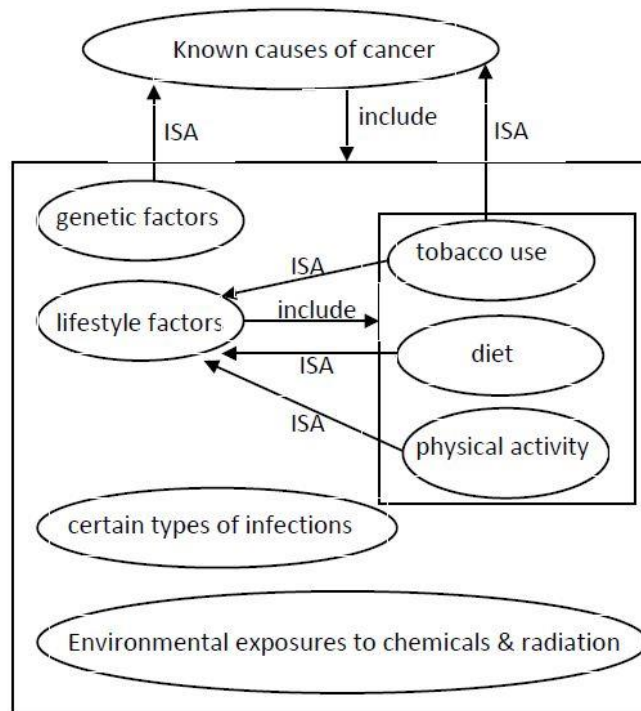 Known causes of cancer
include
ISA
ISA
genetic factors
tobacco use
ISA
lifestyle factors
include
diet
ISA
ISA
physical activity
certain types of infections
Environmental exposures to chemicals & radiation